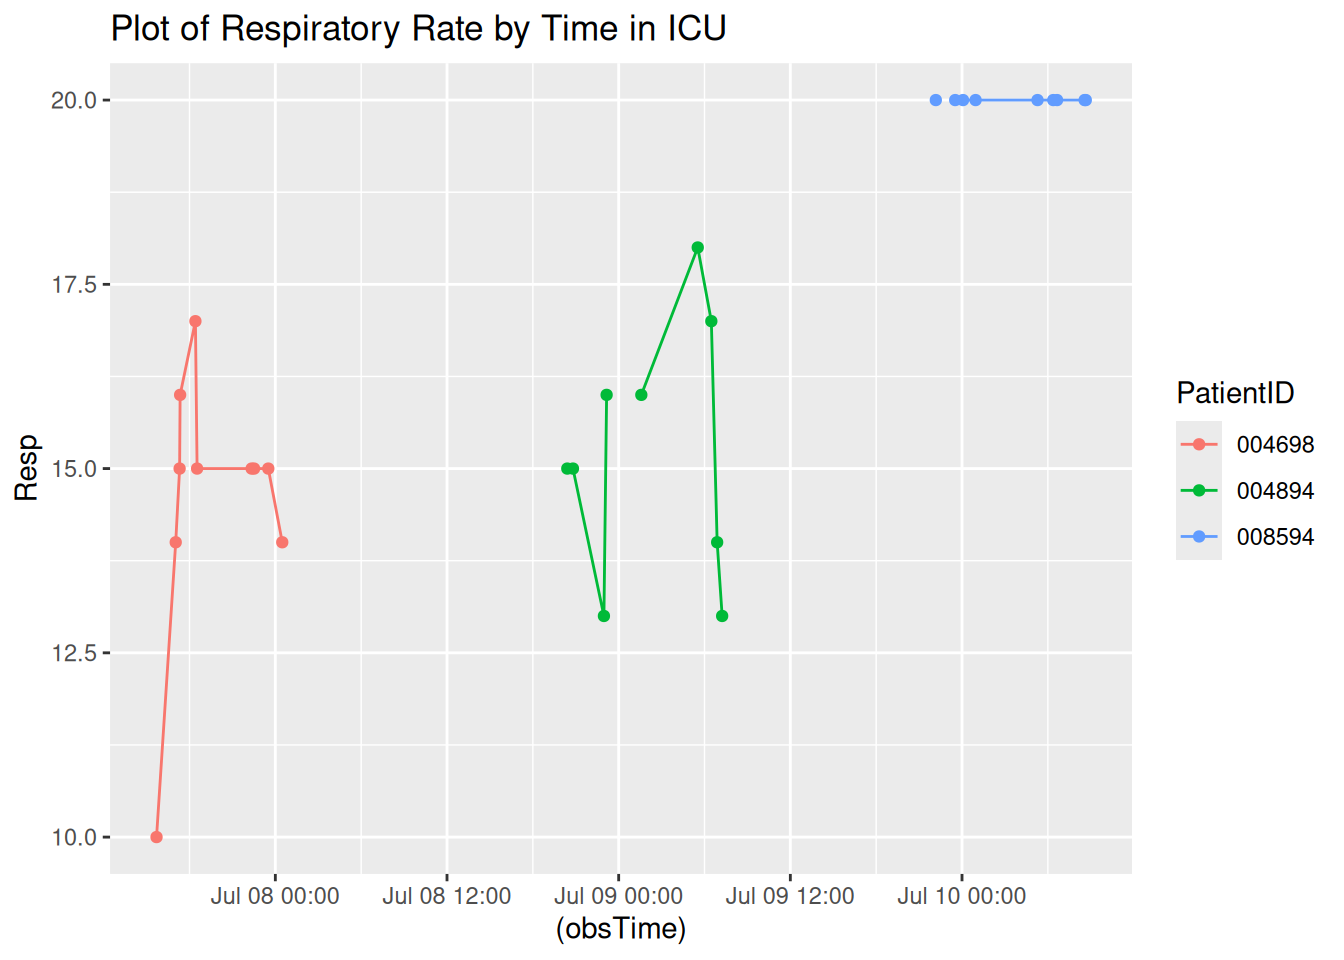 Plot of Respiratory Rate by Time in ICU
20.0
17.5
15.0
12.5
10.0
Resp
Jul 08 00:00
Jul 08 12:00
Jul 09 00:00
Jul 09 12:00
Jul 10 00:00
(obsTime)
PatientID
004698
004894
008594